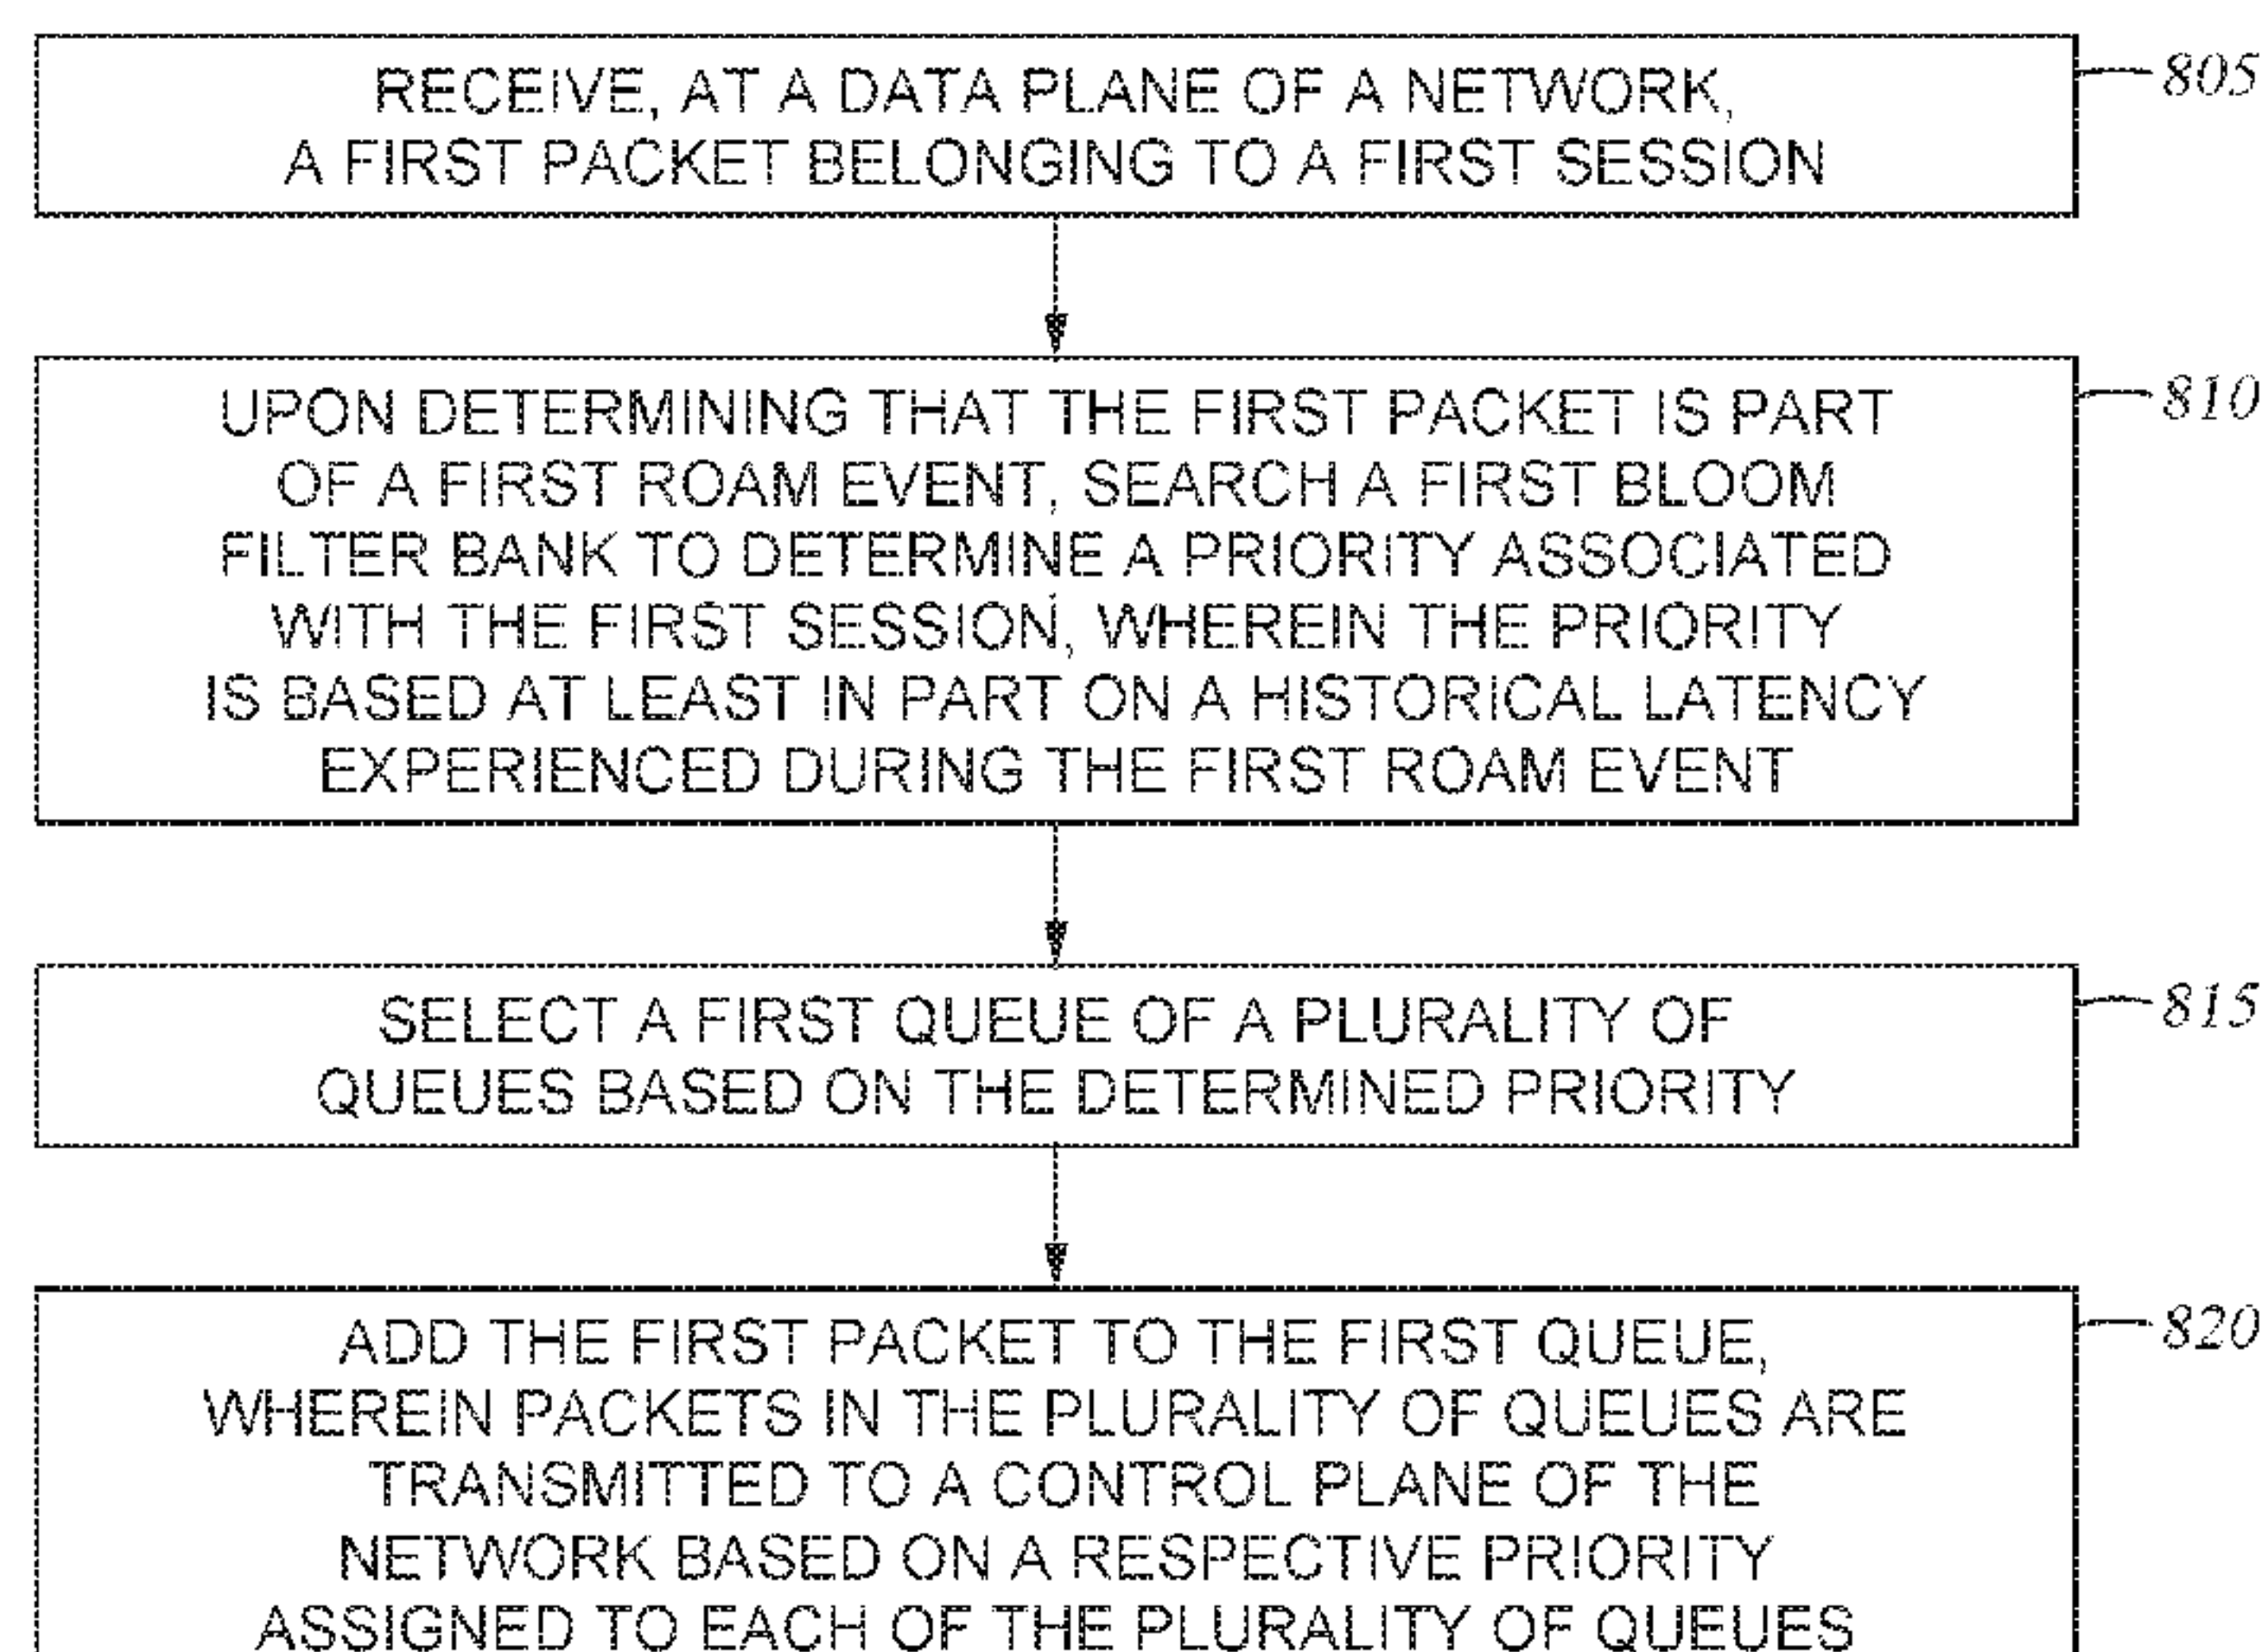 RECEIVE, AT A DATA PLANE OF A NETWORK,
A FIRST PACKET BELONGING TO A FIRST SESSION
805
UPON DETERMINING THAT THE FIRST PACKET IS PART
OF A FIRST ROAM EVENT, SEARCH A FIRST BLOOM
FILTER BANK TO DETERMINE A PRIORITY ASSOCIATED
WITH THE FIRST SESSION, WHEREIN THE PRIORITY
IS BASED AT LEAST IN PART ON A HISTORICAL LATENCY
EXPERIENCED DURING THE FIRST ROAM EVENT
810
SELECT A FIRST QUEUE OF A PLURALITY OF
QUEUES BASED ON THE DETERMINED PRIORITY
815
ADD THE FIRST PACKET TO THE FIRST QUEUE,
WHEREIN PACKETS IN THE PLURALITY OF QUEUES ARE
TRANSMITTED TO A CONTROL PLANE OF THE
NETWORK BASED ON A RESPECTIVE PRIORITY
ASSIGNED TO EACH OF THE PLURALITY OF QUEUES
820